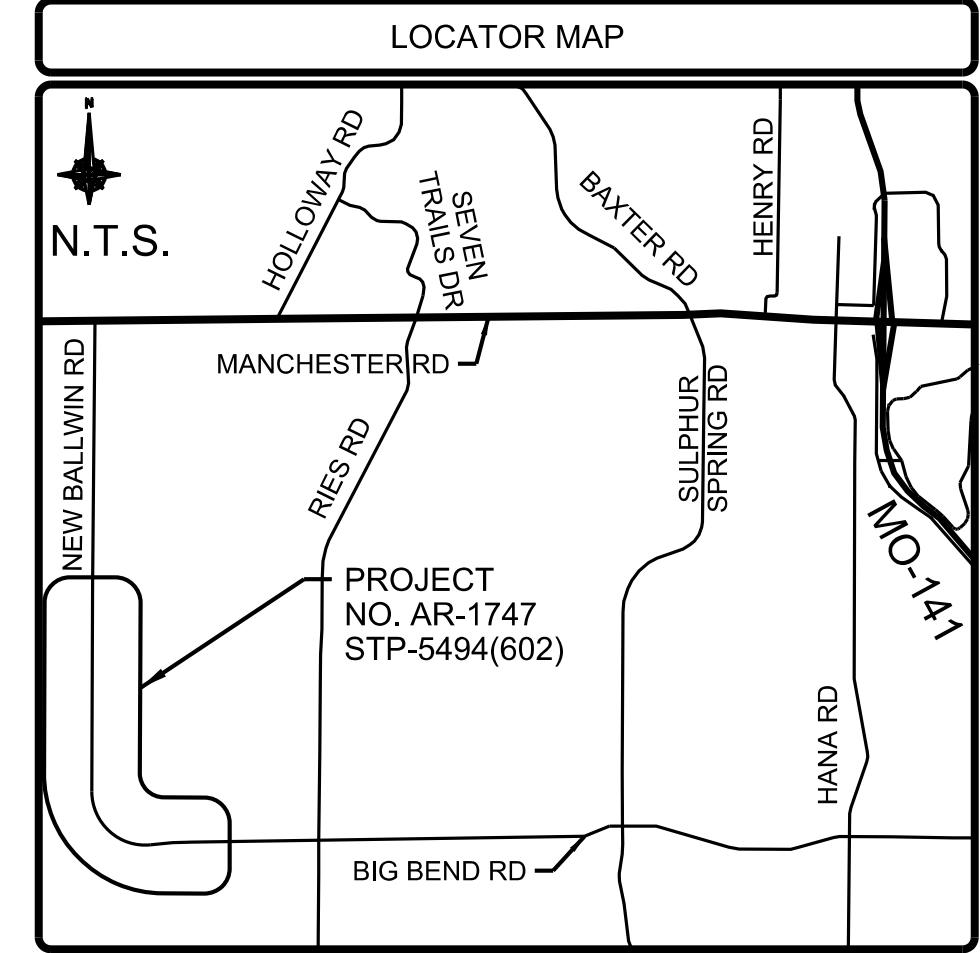 LOCATOR MAP
N
N.T.S.
HOLLOWAY RD
SEVEN
TRAILS DR
BAXTER RD
HENRY RD
NEW BALLWIN RD
MANCHESTER RD
RIES RD
SULPHUR
SPRING RD
MO-141
PROJECT
NO. AR-1747
STP-5494(602)
HANA RD
BIG BEND RD